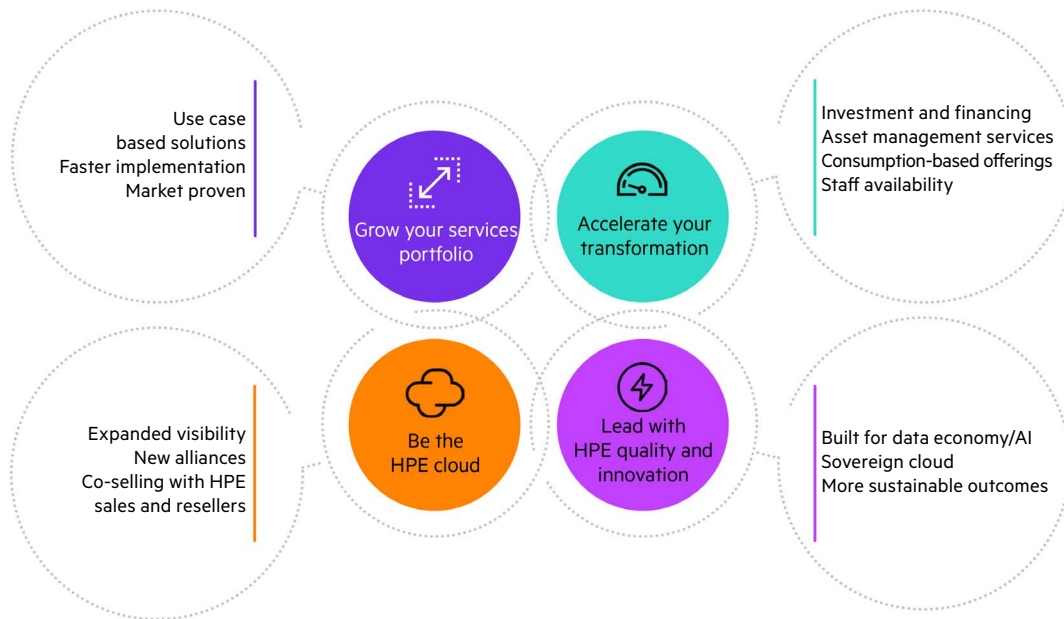 Use case
based solutions
Faster implementation
Market proven
Grow your services
portfolio
Accelerate your
transformation
Investment and financing
Asset management services
Consumption-based offerings
Staff availability
Expanded visibility
New alliances
Co-selling with HPE
sales and resellers
Be the
HPE cloud
Lead with
HPE quality and
innovation
Built for data economy/AI
Sovereign cloud
More sustainable outcomes